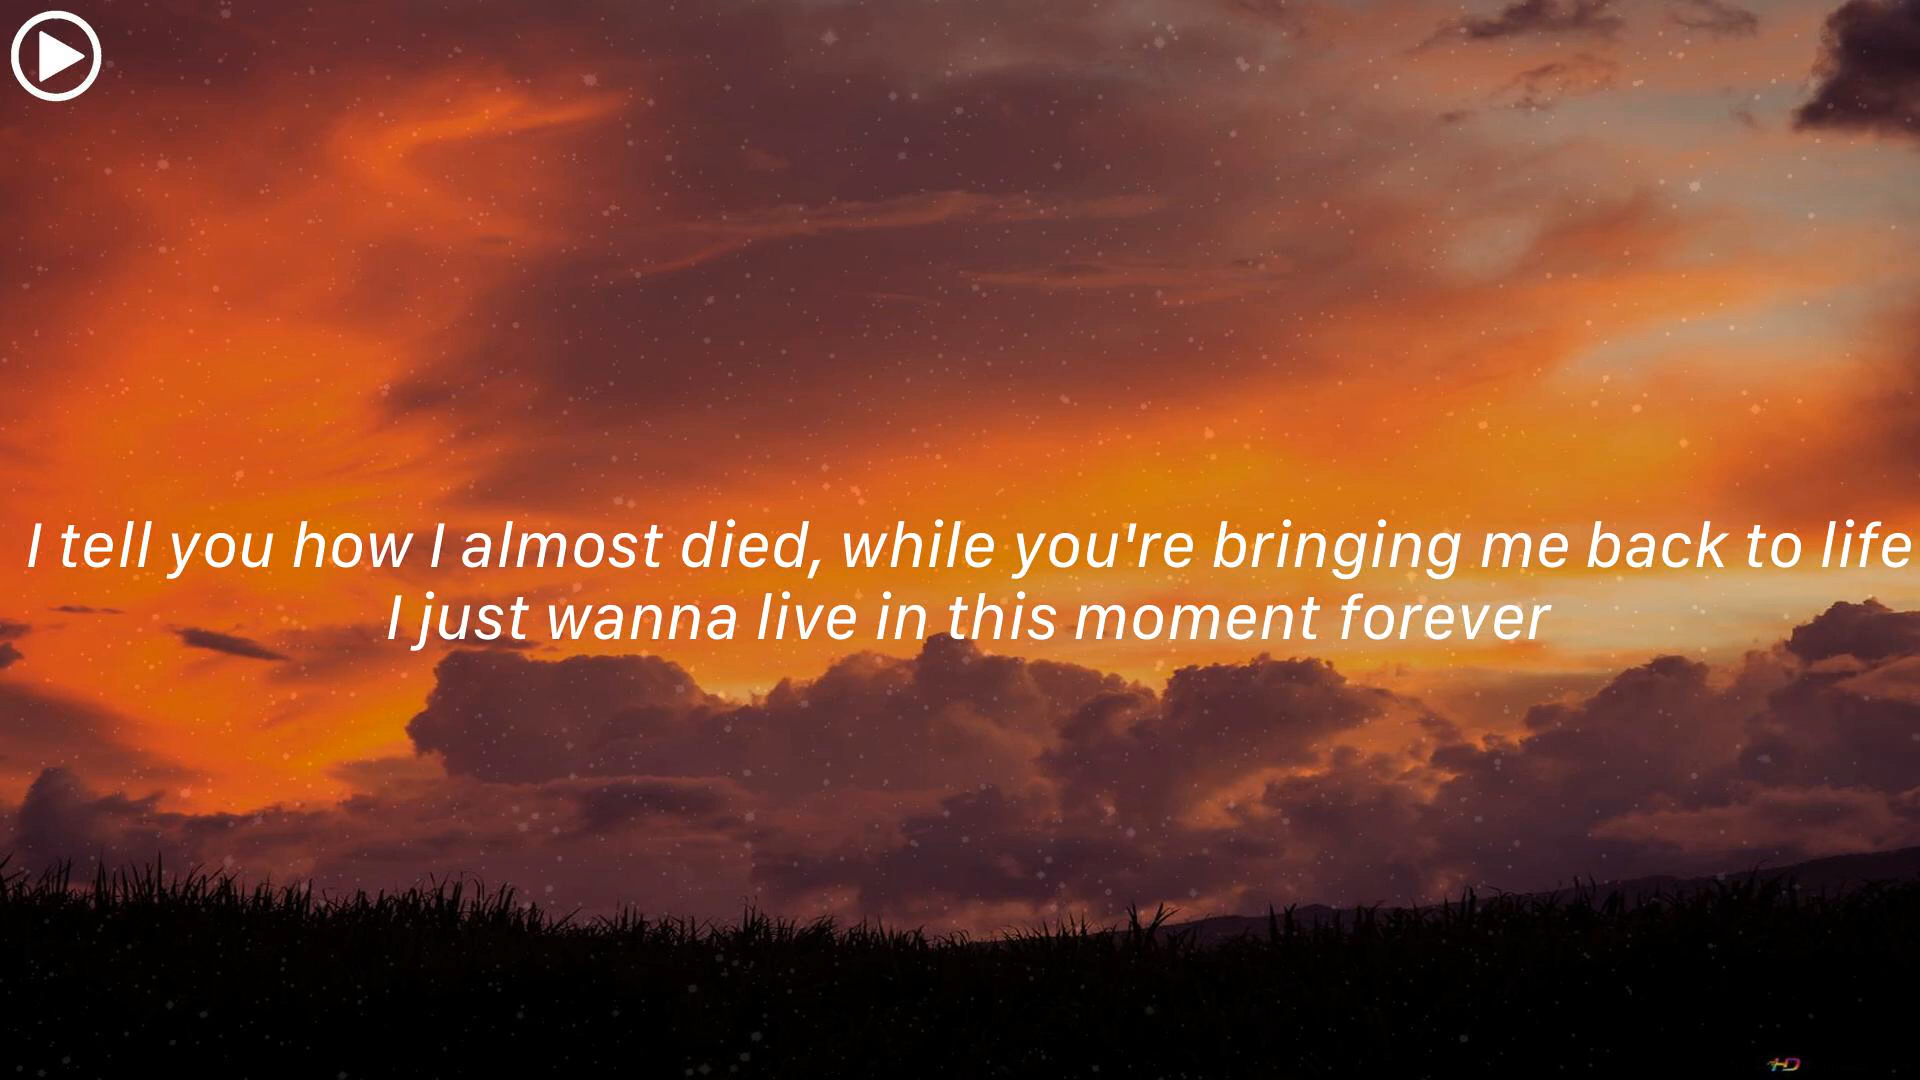 I tell you how I almost died, while you're bringing me back to life
I just wanna live in this moment forever
HD